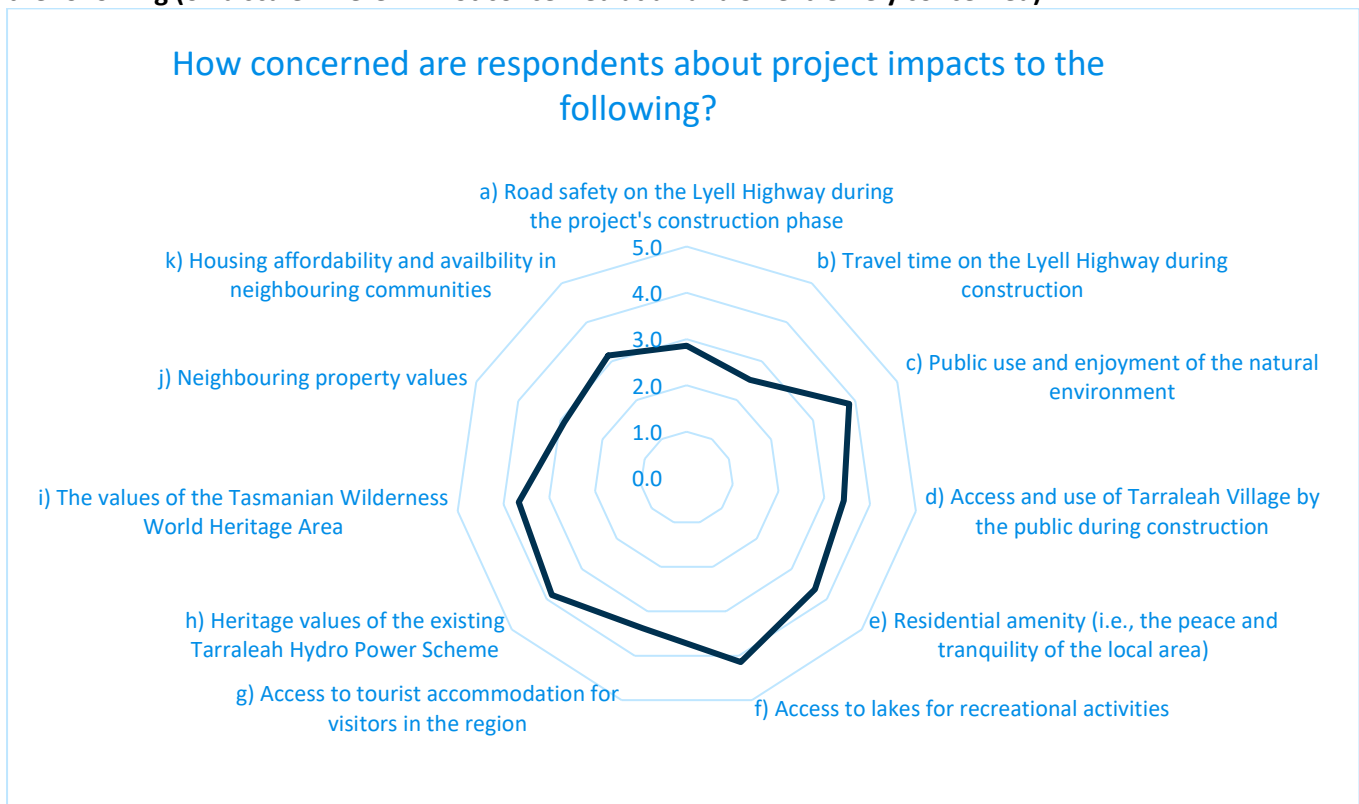 How concerned are respondents about project impacts to the
following?
a) Road safety on the Lyell Highway during
the project's construction phase
b) Travel time on the Lyell Highway during
construction
c) Public use and enjoyment of the natural
environment
d) Access and use of Tarraleah Village by
the public during construction
e) Residential amenity (i.e., the peace and
tranquility of the local area)
f) Access to lakes for recreational activities
g) Access to tourist accommodation for
visitors in the region
h) Heritage values of the existing
Tarraleah Hydro Power Scheme
i) The values of the Tasmanian Wilderness
World Heritage Area
j) Neighbouring property values
k) Housing affordability and availbility in
neighbouring communities
5.0
4.0
3.0
2.0
1.0
0.0